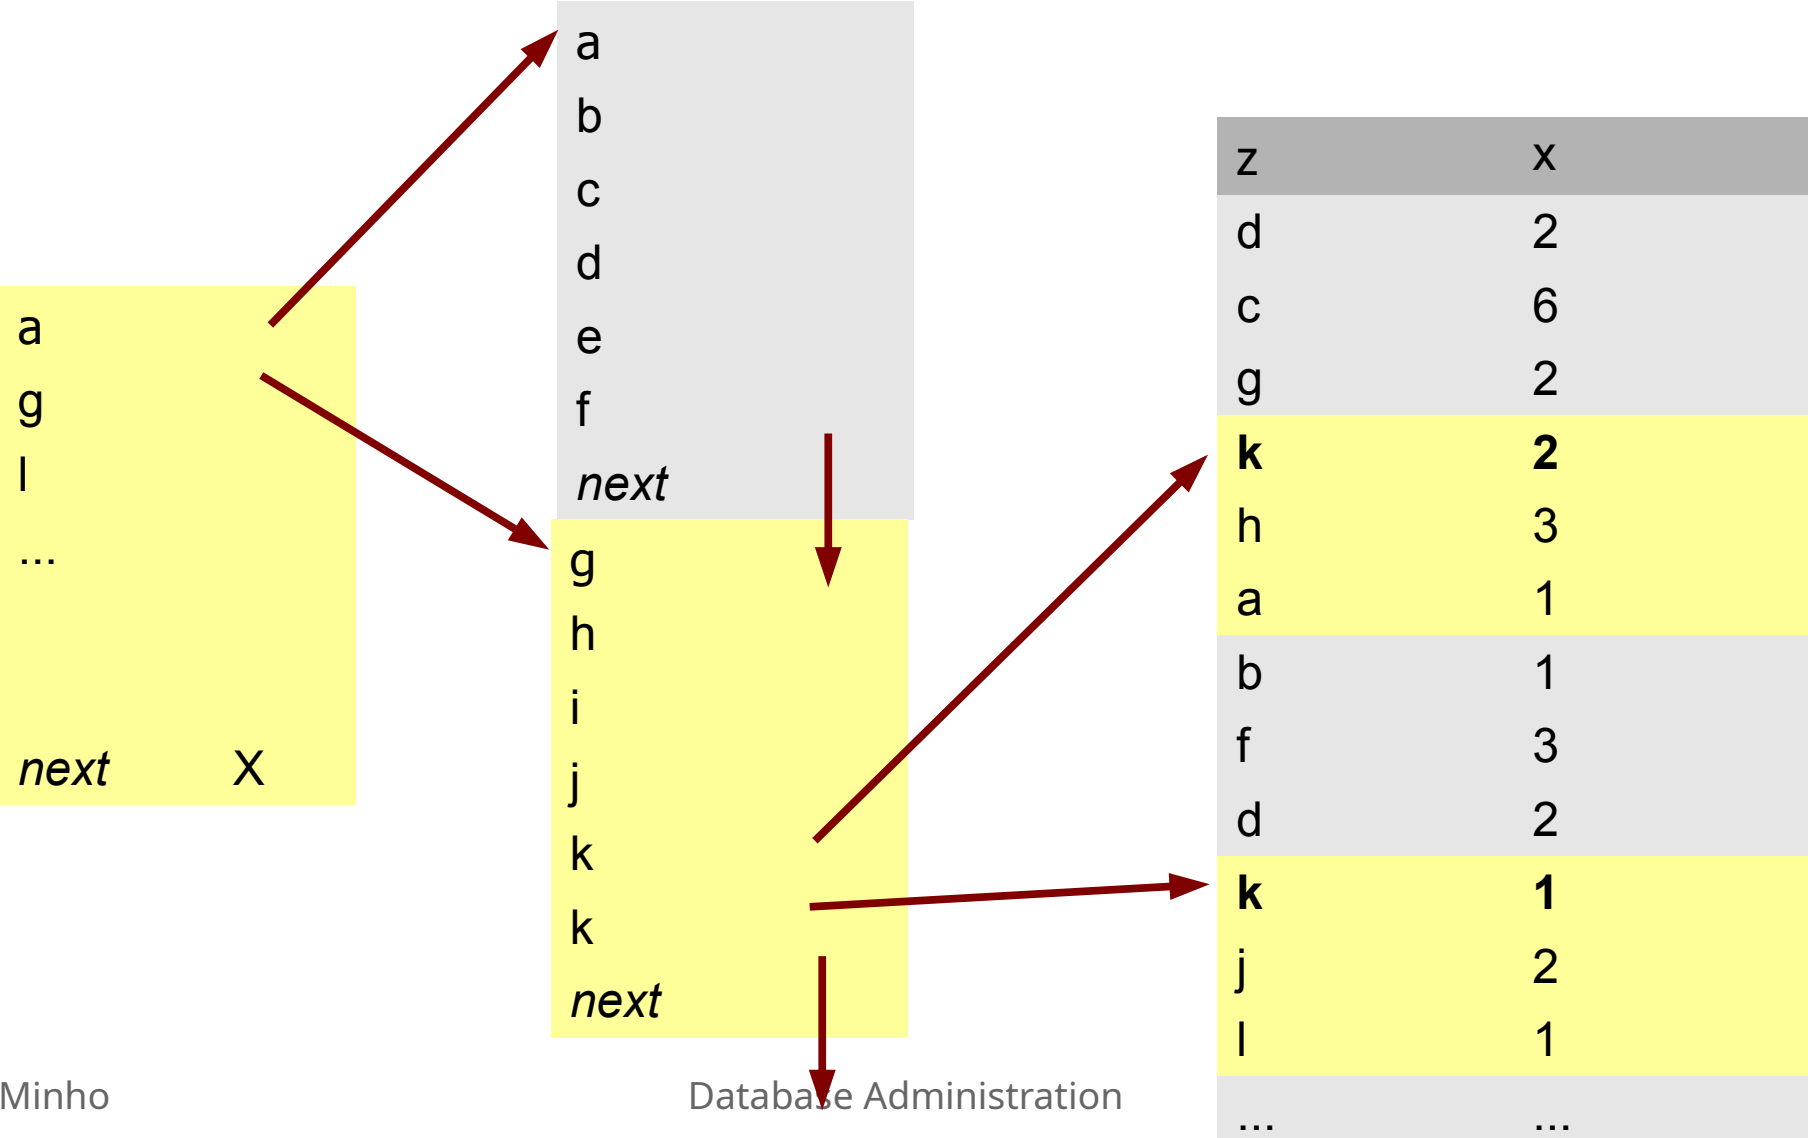 a
g
l
...
next X
a
b
c
d
e
f
next
g
h
i
j
k
k
next
z x
d 2
c 6
g 2
k 2
h 3
a 1
b 1
f 3
d 2
k 1
j 2
l 1
... ...
Minho
Database Administration